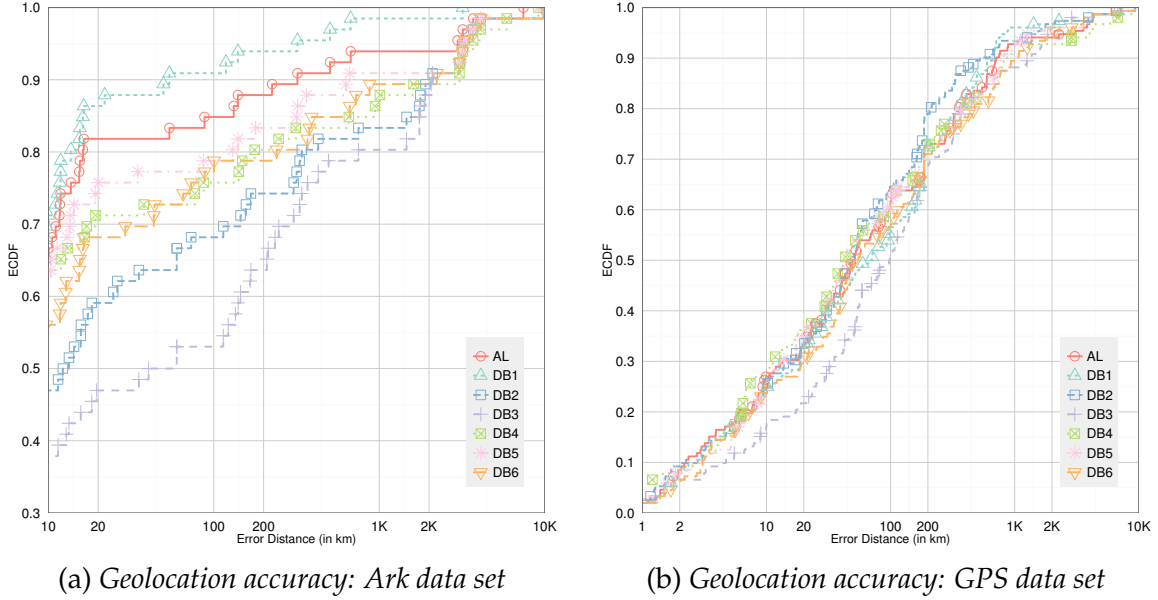 1.0
0.9
0.8
0.7
0.6
0.5
0.4
0.3
ECDF
10 20 100 200 1K 2K 10K
Error Distance (in km)
AL
DB1
DB2
DB3
DB4
DB5
DB6
(a) Geolocation accuracy: Ark data set
1.0
0.9
0.8
0.7
0.6
0.5
0.4
0.3
0.2
0.1
0.0
ECDF
1 2 10 20 100 200 1K 2K 10K
Error Distance (in km)
AL
DB1
DB2
DB3
DB4
DB5
DB6
(b) Geolocation accuracy: GPS data set